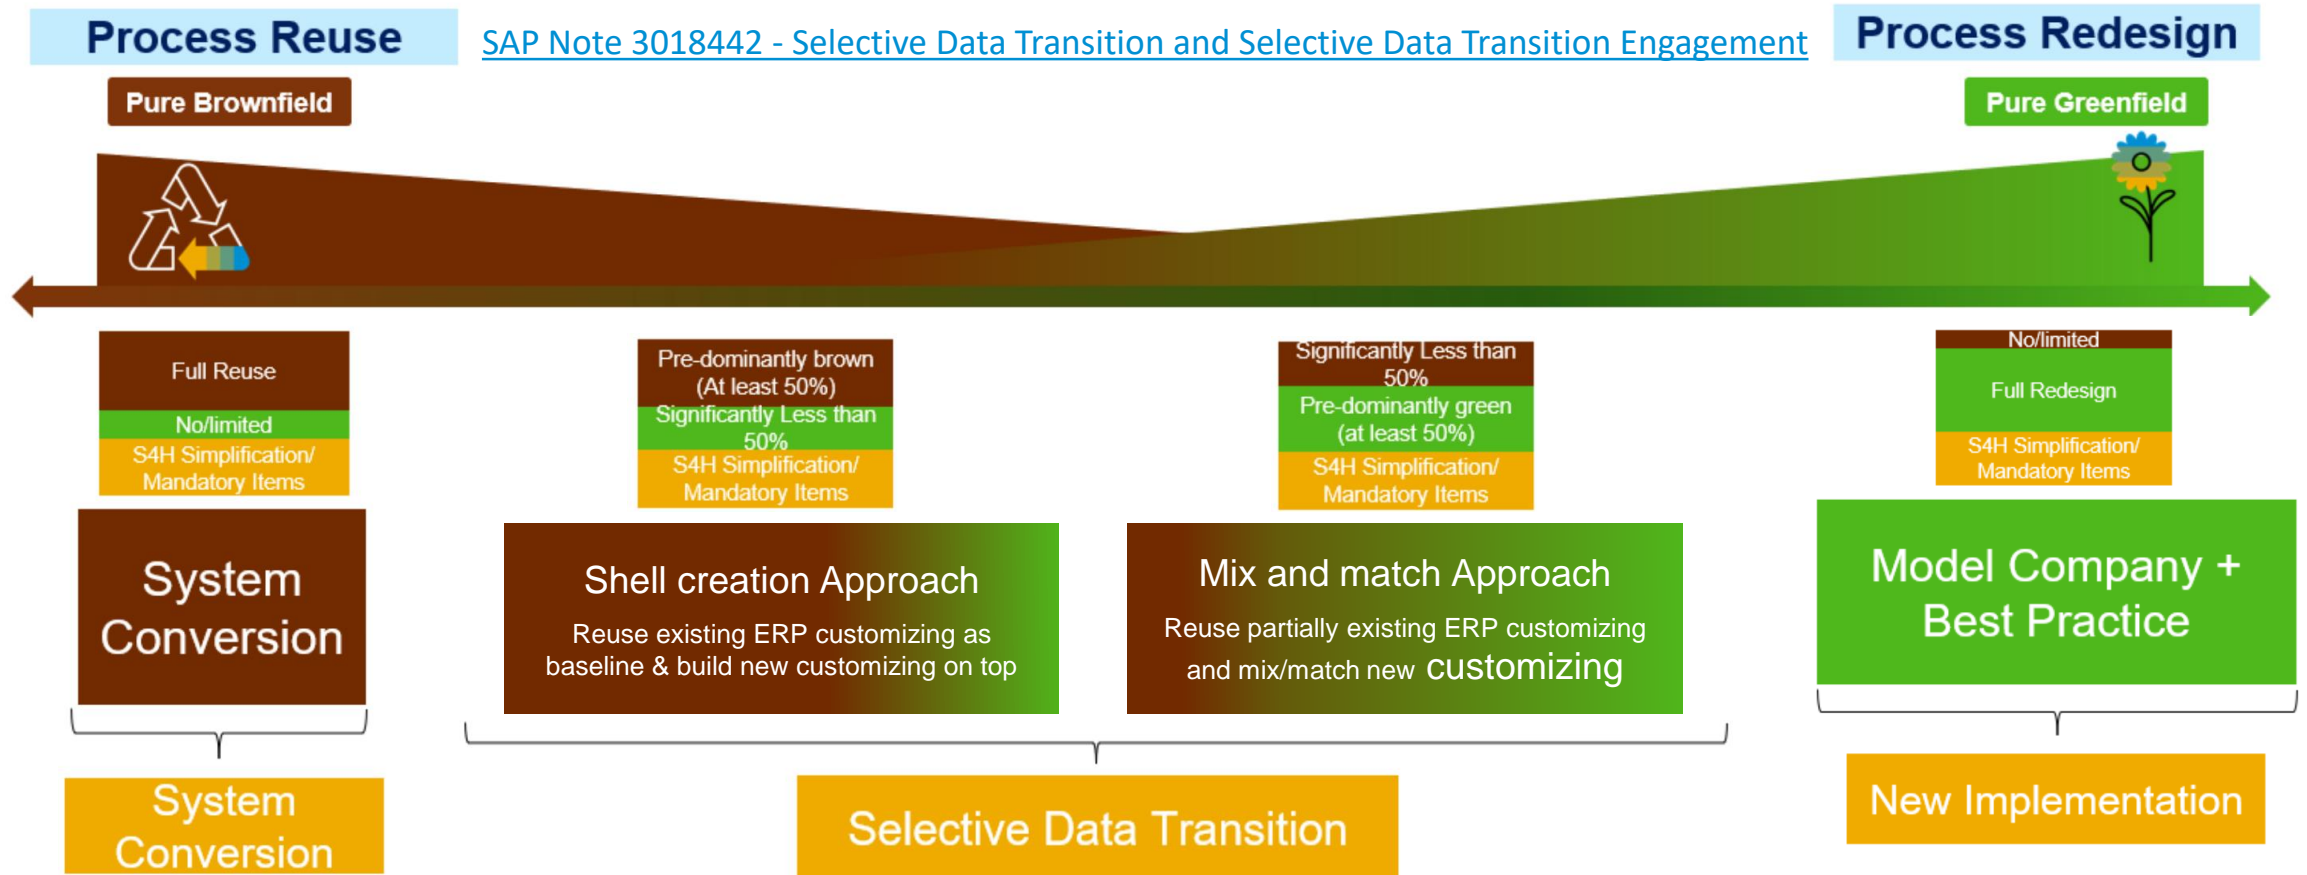 Process Reuse
SAP Note 3018442 - Selective Data Transition and Selective Data Transition Engagement
Process Redesign
Pure Brownfield
Pure Greenfield
Full Reuse
No/limited
S4H Simplification/
Mandatory Items
Pre-dominantly brown
(At least 50%)
Significantly Less than
50%
S4H Simplification/
Mandatory Items
Significantly Less than
50%
Pre-dominantly green
(at least 50%)
S4H Simplification/
Mandatory Items
No/limited
Full Redesign
S4H Simplification/
Mandatory Items
System
Conversion
Shell creation Approach
Reuse existing ERP customizing as
baseline & build new customizing on top
Mix and match Approach
Reuse partially existing ERP customizing
and mix/match new customizing
Model Company +
Best Practice
System
Conversion
Selective Data Transition
New Implementation